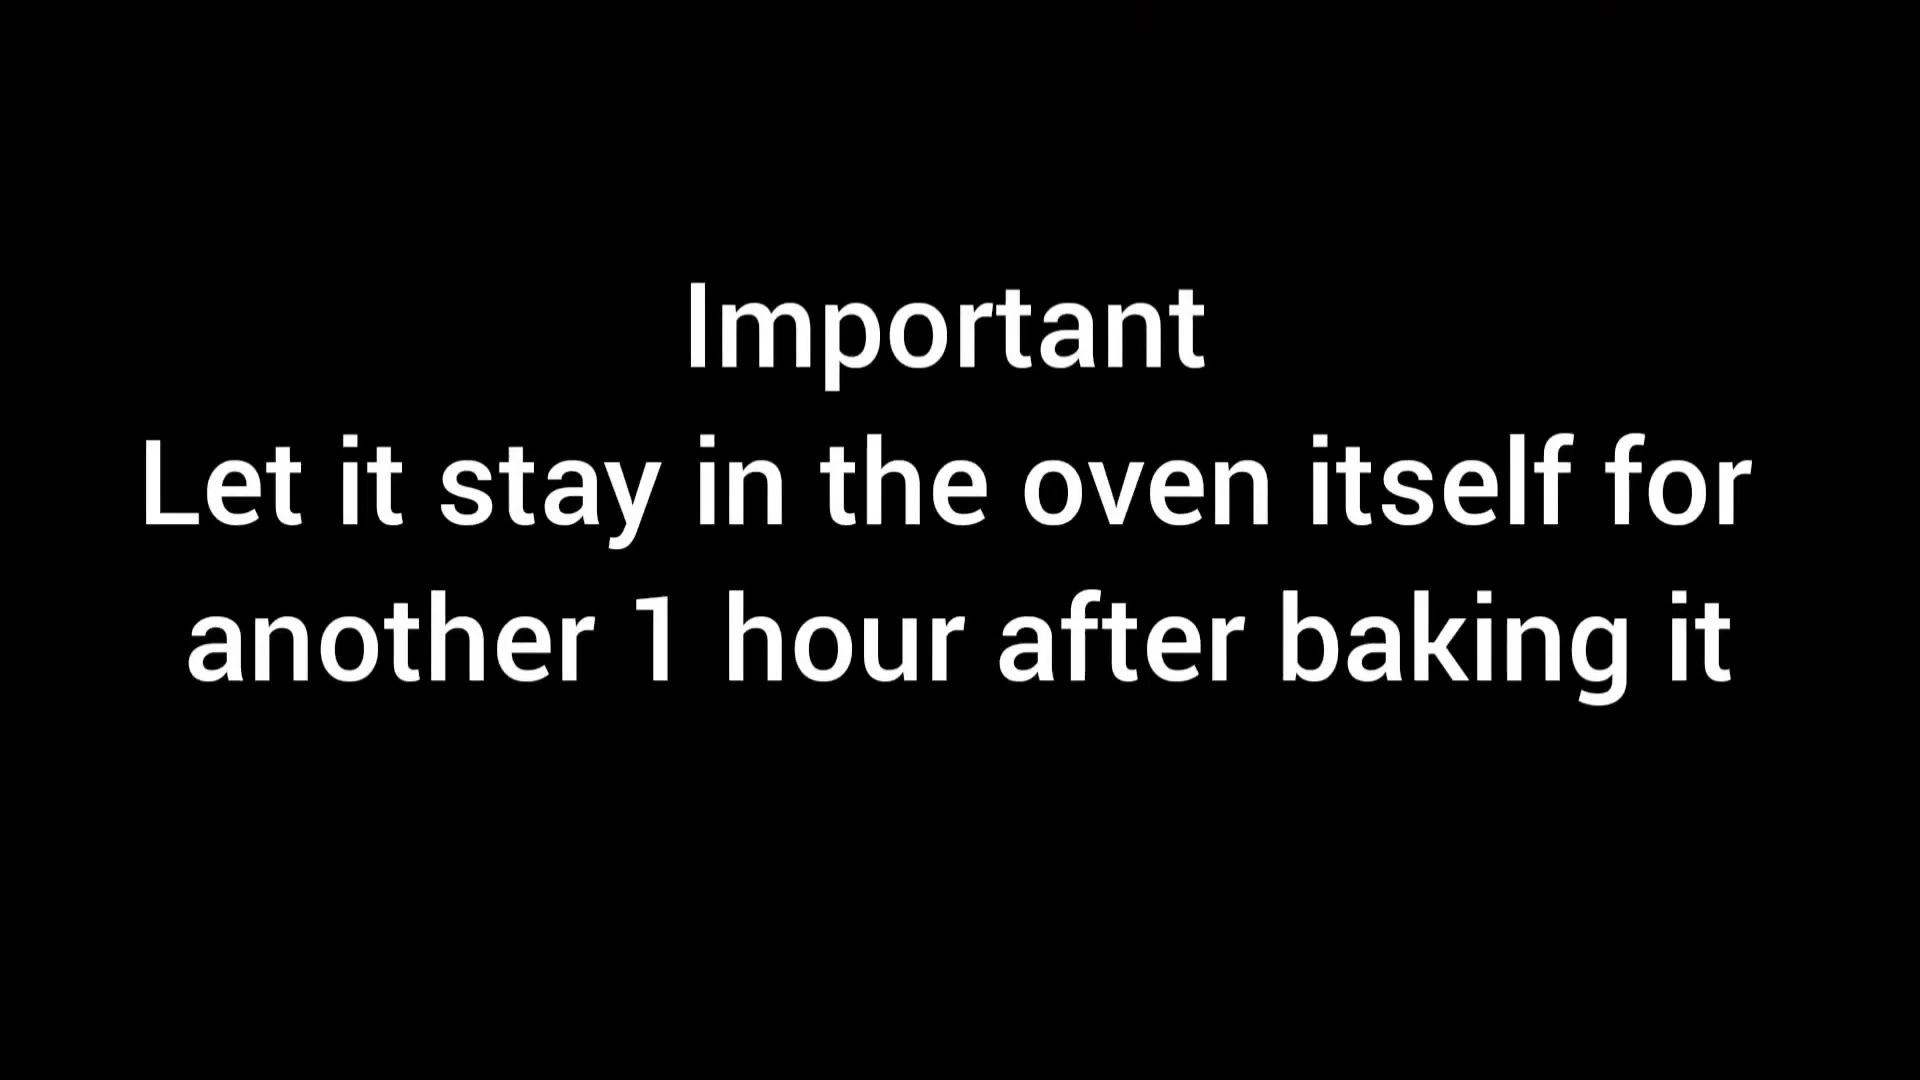 Important
Let it stay in the oven itself for
another 1 hour after baking it